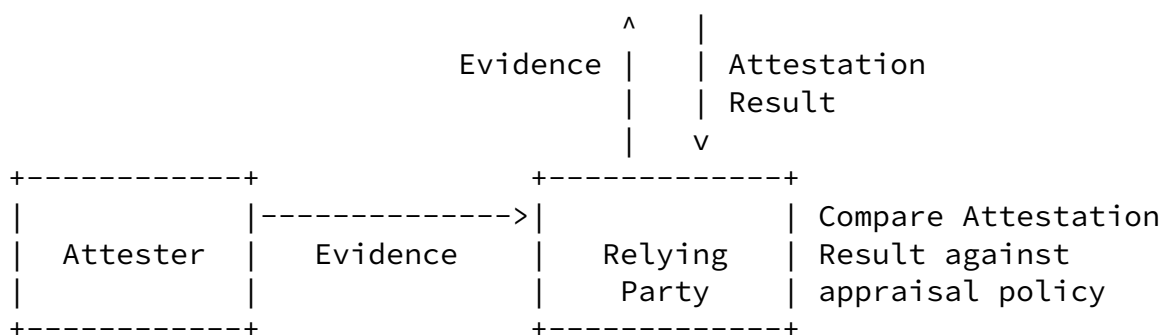 Evidence | | Attestation
| | Result
Attester Evidence Relying Party
Compare Attestation
Result against
appraisal policy